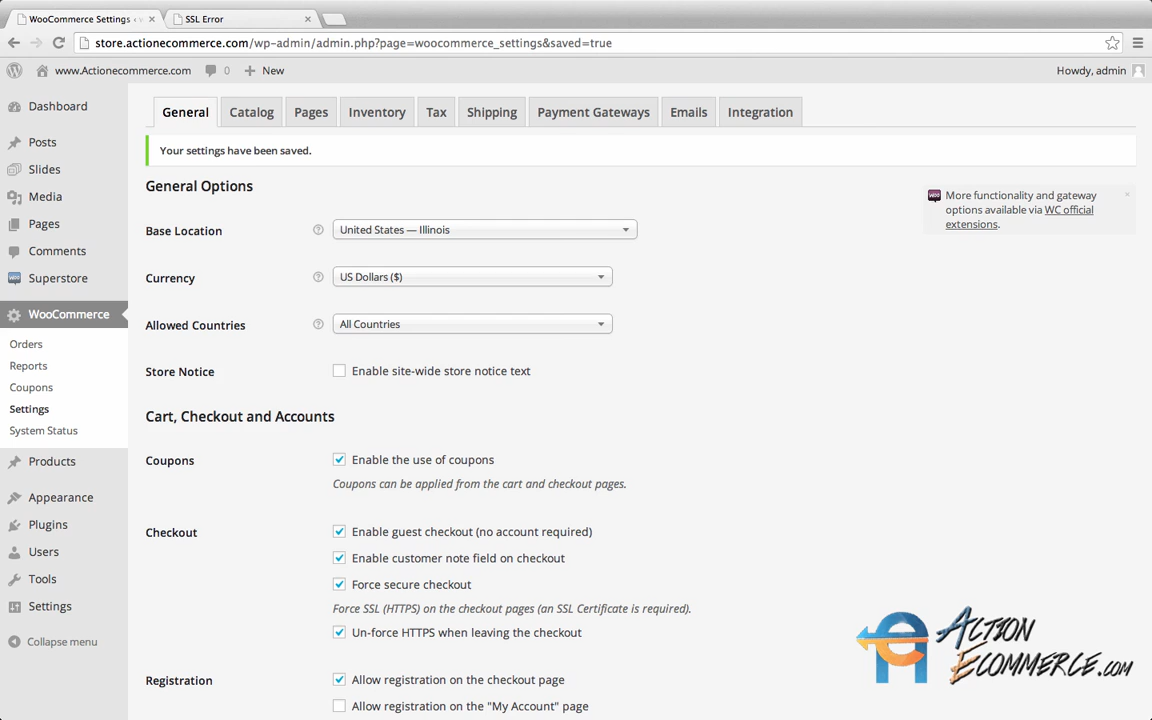 WooCommerce Settings ‹ v
SSL Error
store.actionecommerce.com/wp-admin/admin.php?page=woocommerce_settings&saved=true
www.Actionecommerce.com 0 New Howdy, admin
Dashboard
Posts
Slides
Media
Pages
Comments
Superstore
WooCommerce
Orders
Reports
Coupons
Settings
System Status
Products
Appearance
Plugins
Users
Tools
Settings
Collapse menu
General Catalog Pages Inventory Tax Shipping Payment Gateways Emails Integration
Your settings have been saved.
General Options
Base Location ? United States — Illinois
Currency ? US Dollars ($)
Allowed Countries ? All Countries
Store Notice Enable site-wide store notice text
Cart, Checkout and Accounts
Coupons Enable the use of coupons
Coupons can be applied from the cart and checkout pages.
Checkout Enable guest checkout (no account required)
Enable customer note field on checkout
Force secure checkout
Force SSL (HTTPS) on the checkout pages (an SSL Certificate is required).
Un-force HTTPS when leaving the checkout
Registration Allow registration on the checkout page
Allow registration on the "My Account" page
More functionality and gateway
options available via WC official
extensions.
Action
Ecommerce.com